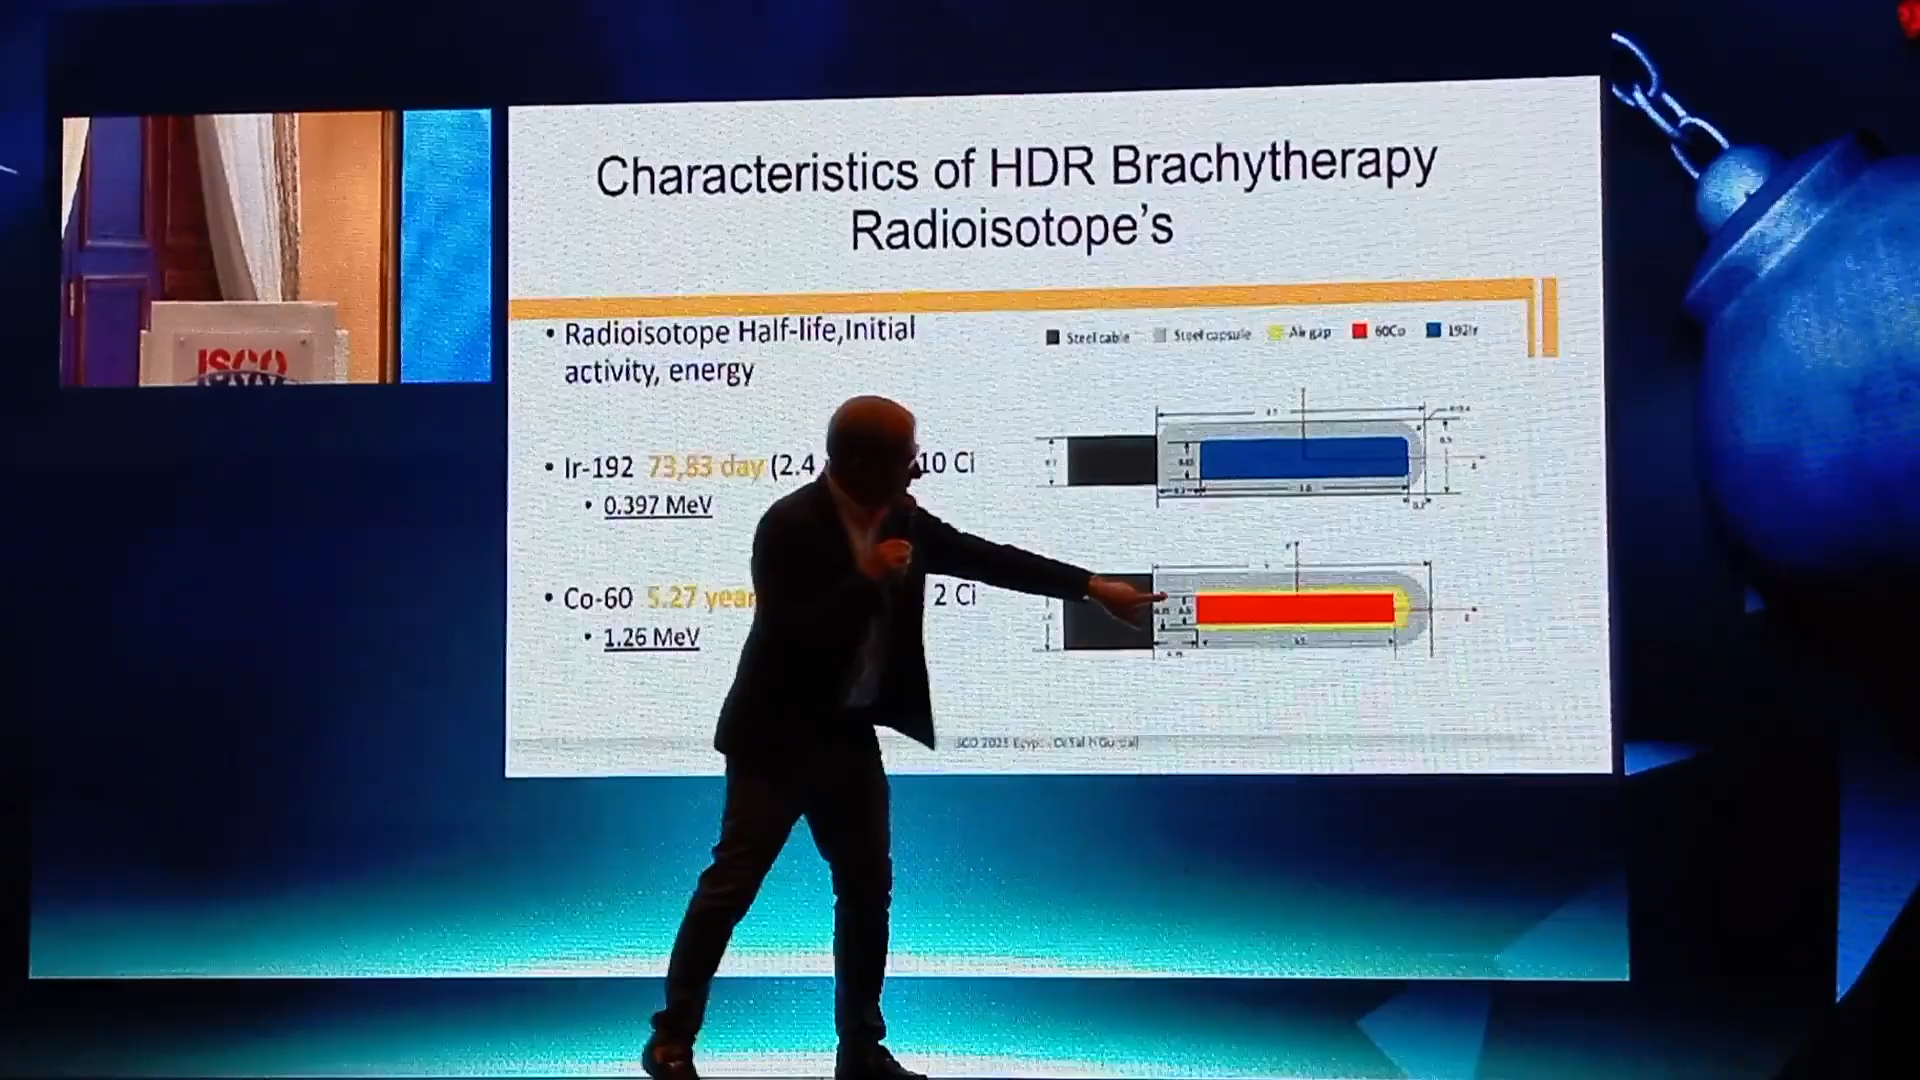 Characteristics of HDR Brachytherapy
Radioisotope's
• Radioisotope Half-life,Initial
activity, energy
• Ir-192 73,83 day (2.4 10 Ci
• 0.397 MeV
• Co-60 5.27 year 2 Ci
• 1.26 MeV
Steel cable Steel capsule Air gap 60Co 192Ir
ISCO